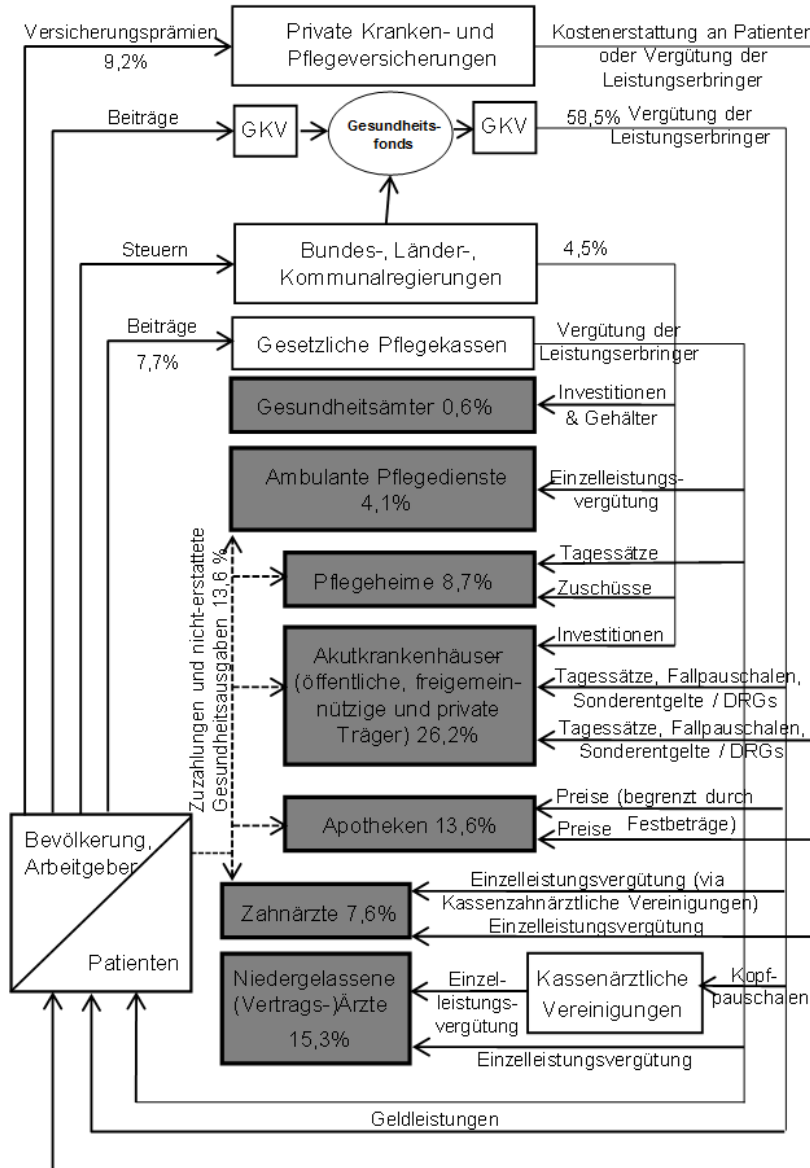 Versicherungsprämien
9,2%
Private Kranken- und
Pflegeversicherungen
Kostenerstattung an Patienten
oder Vergütung der
Leistungserbringer
Beiträge
GKV
Gesundheits-
fonds
GKV
58,5% Vergütung der
Leistungserbringer
Steuern
Bundes-, Länder-,
Kommunalregierungen
4,5%
Beiträge
7,7%
Gesetzliche Pflegekassen
Vergütung der
Leistungserbringer
Gesundheitsämter 0,6%
Investitionen
& Gehälter
Ambulante Pflegedienste
4,1%
Einzelleistungs-
vergütung
Zuzahlungen und nicht-erstattete
Gesundheitsausgaben 13,6 %
Pflegeheime 8,7%
Tagessätze
Zuschüsse
Akutkrankenhäuser
(öffentliche, freigemein-
nützige und private
Träger) 26,2%
Investitionen
Tagessätze, Fallpauschalen,
Sonderentgelte / DRGs
Tagessätze, Fallpauschalen,
Sonderentgelte / DRGs
Apotheken 13,6%
Preise (begrenzt durch
Festbeträge)
Preise
Bevölkerung,
Arbeitgeber
Patienten
Zahnärzte 7,6%
Einzelleistungsvergütung (via
Kassenzahnärztliche Vereinigungen)
Einzelleistungsvergütung
Niedergelassene
(Vertrags-)Ärzte
15,3%
Einzel-
leistungs-
vergütung
Kassenärztliche
Vereinigungen
Kopf-
pauschalen
Einzelleistungsvergütung
Geldleistungen